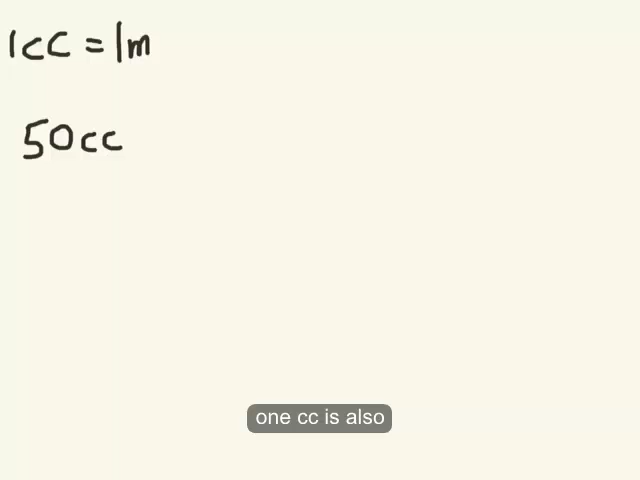 1cc = 1m
50cc
one cc is also